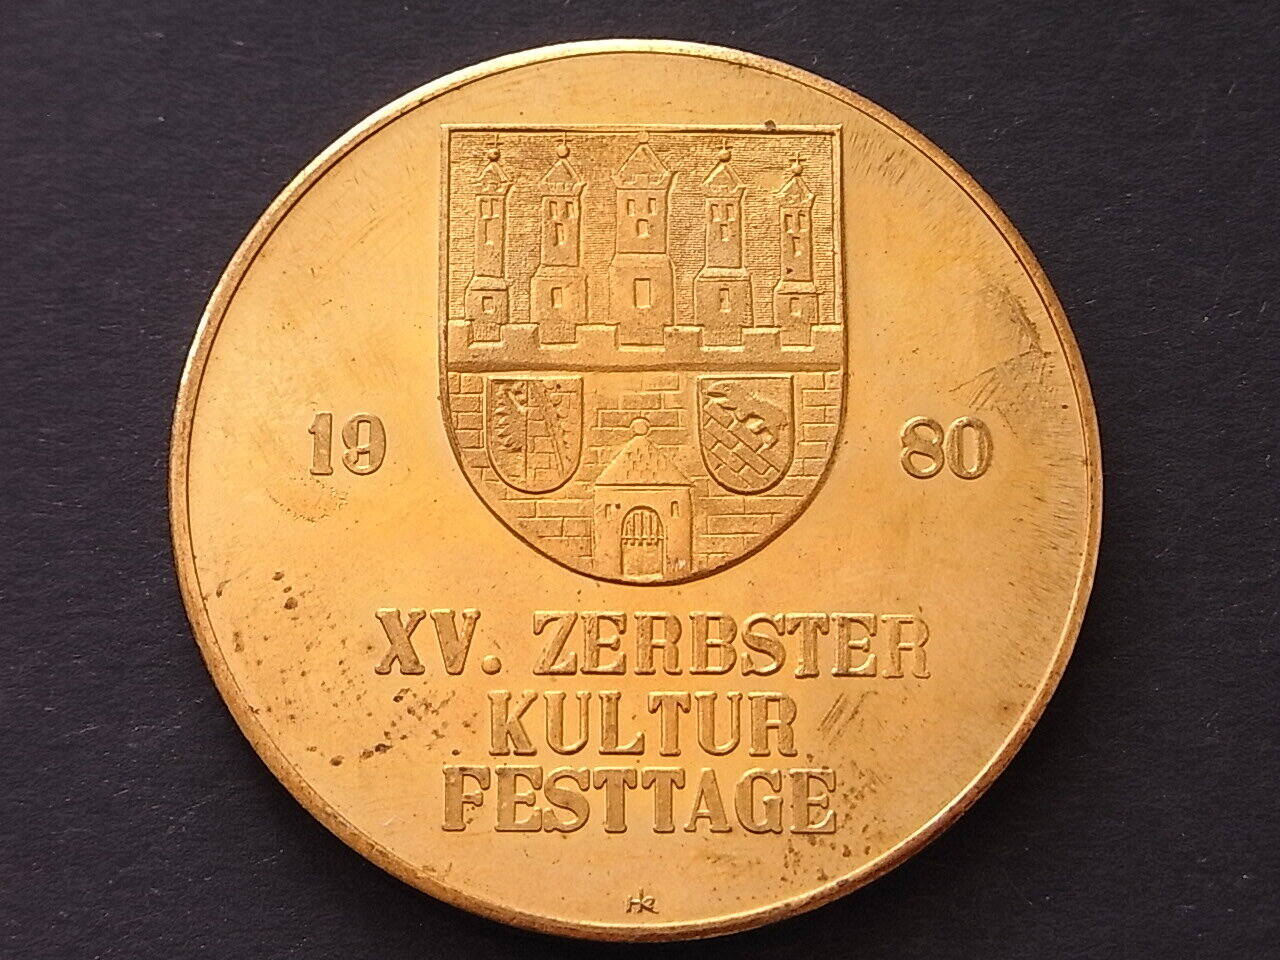 19 80
XV. ZERBSTER
KULTUR
FESTTAGE